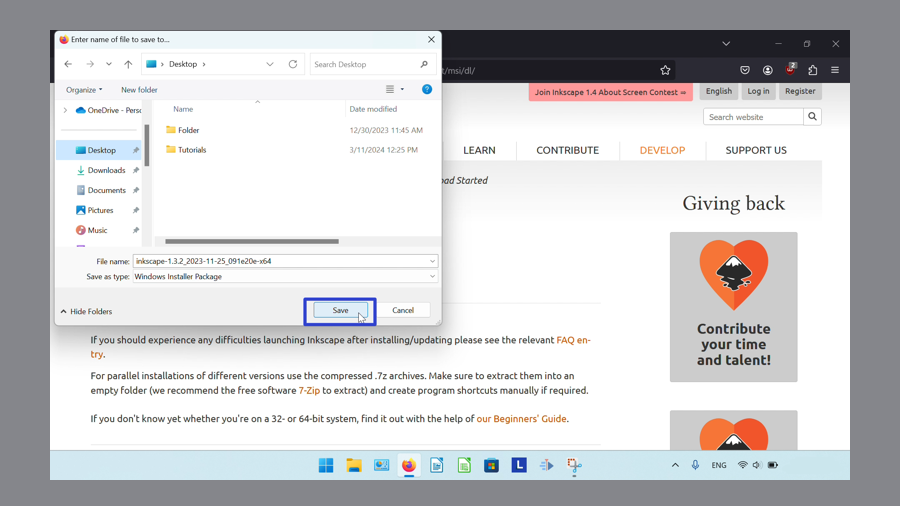 Enter name of file to save to...
Desktop
Search Desktop
t/msi/dl/
2
Organize
New folder
?
Join Inkscape 1.4 About Screen Contest
English
Log in
Register
Search website
OneDrive - Perso
Name
Date modified
Folder
12/30/2023 11:45 AM
Tutorials
3/11/2024 12:25 PM
Desktop
Downloads
Documents
Pictures
Music
LEARN
CONTRIBUTE
DEVELOP
SUPPORT US
oad Started
Giving back
File name:
inkscape-1.3.2_2023-11-25_091e20e-x64
Save as type:
Windows Installer Package
Hide Folders
Save
Cancel
Contribute
your time
and talent!
If you should experience any difficulties launching Inkscape after installing/updating please see the relevant FAQ en-
try.
For parallel installations of different versions use the compressed .7z archives. Make sure to extract them into an
empty folder (we recommend the free software 7-Zip to extract) and create program shortcuts manually if required.
If you don't know yet whether you're on a 32- or 64-bit system, find it out with the help of our Beginners' Guide.
L
ENG